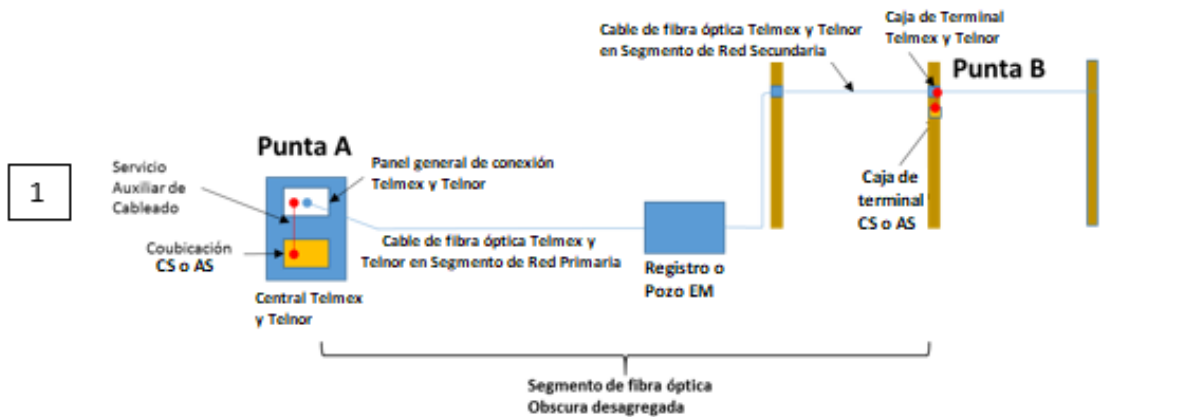 Cable de fibra óptica Telmex y Telnor
en Segmento de Red Secundaria
Caja de Terminal
Telmex y Telnor
Punta B
Punta A
Panel general de conexión
Telmex y Telnor
1
Servicio
Auxiliar de
Cableado
Caja de
terminal
CS o AS
Coubicación
CS o AS
Cable de fibra óptica Telmex y
Telnor en Segmento de Red Primaria
Registro o
Pozo EM
Central Telmex
y Telnor
Segmento de fibra óptica
Obscura desagregada